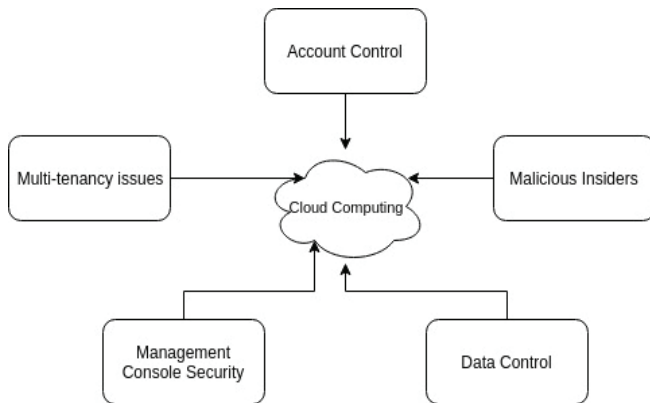 Account Control
Multi-tenancy issues
Malicious Insiders
Cloud Computing
Management
Console Security
Data Control